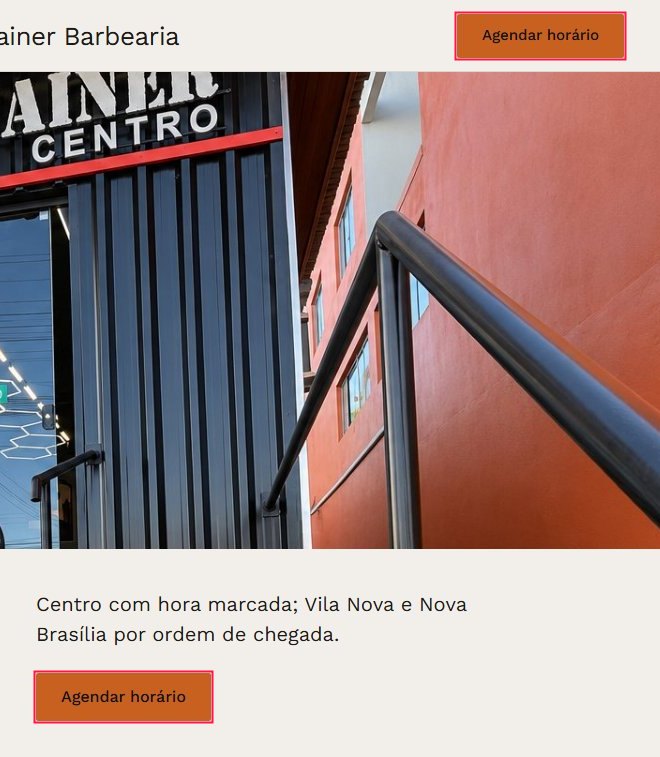 ainer Barbearia
Agendar horário
AINER
CENTRO
Centro com hora marcada; Vila Nova e Nova
Brasília por ordem de chegada.
Agendar horário